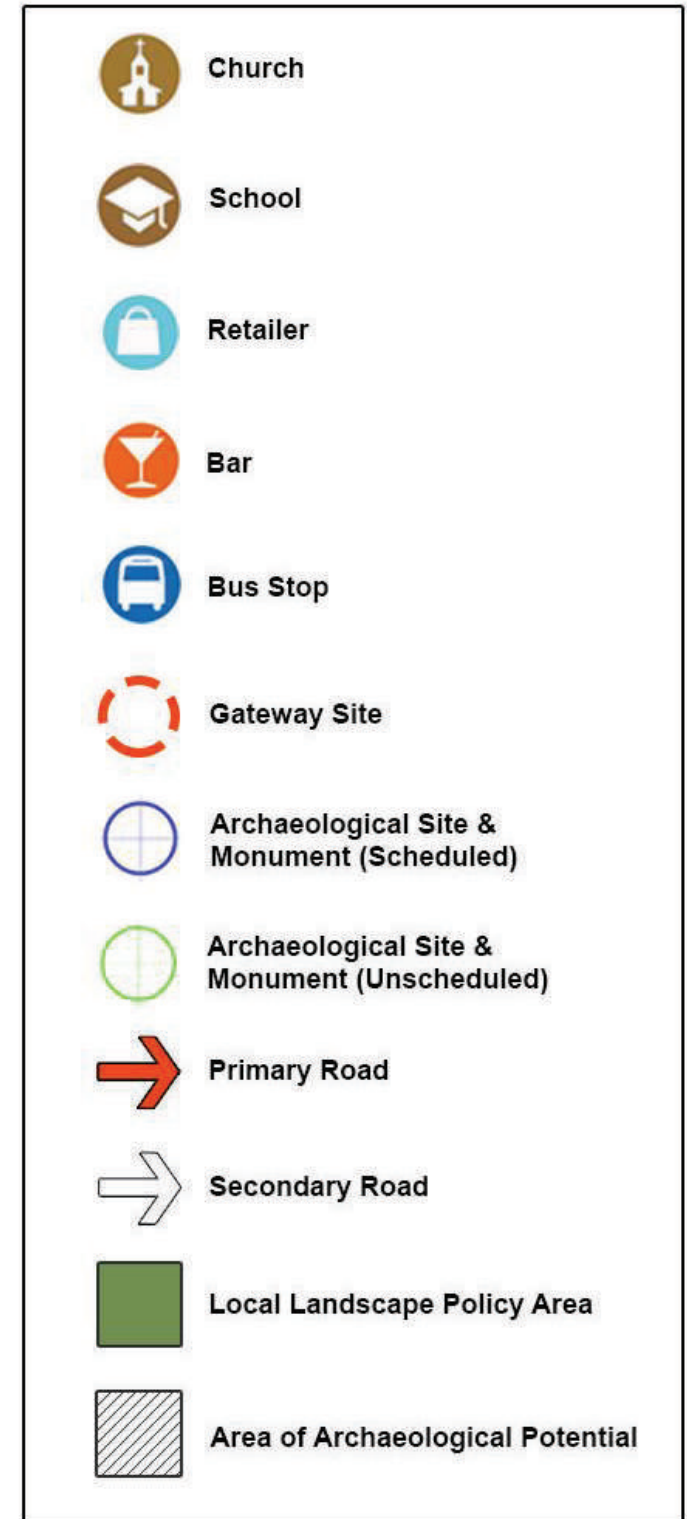 Church
School
Retailer
Bar
Bus Stop
Gateway Site
Archaeological Site &
Monument (Scheduled)
Archaeological Site &
Monument (Unscheduled)
Primary Road
Secondary Road
Local Landscape Policy Area
Area of Archaeological Potential